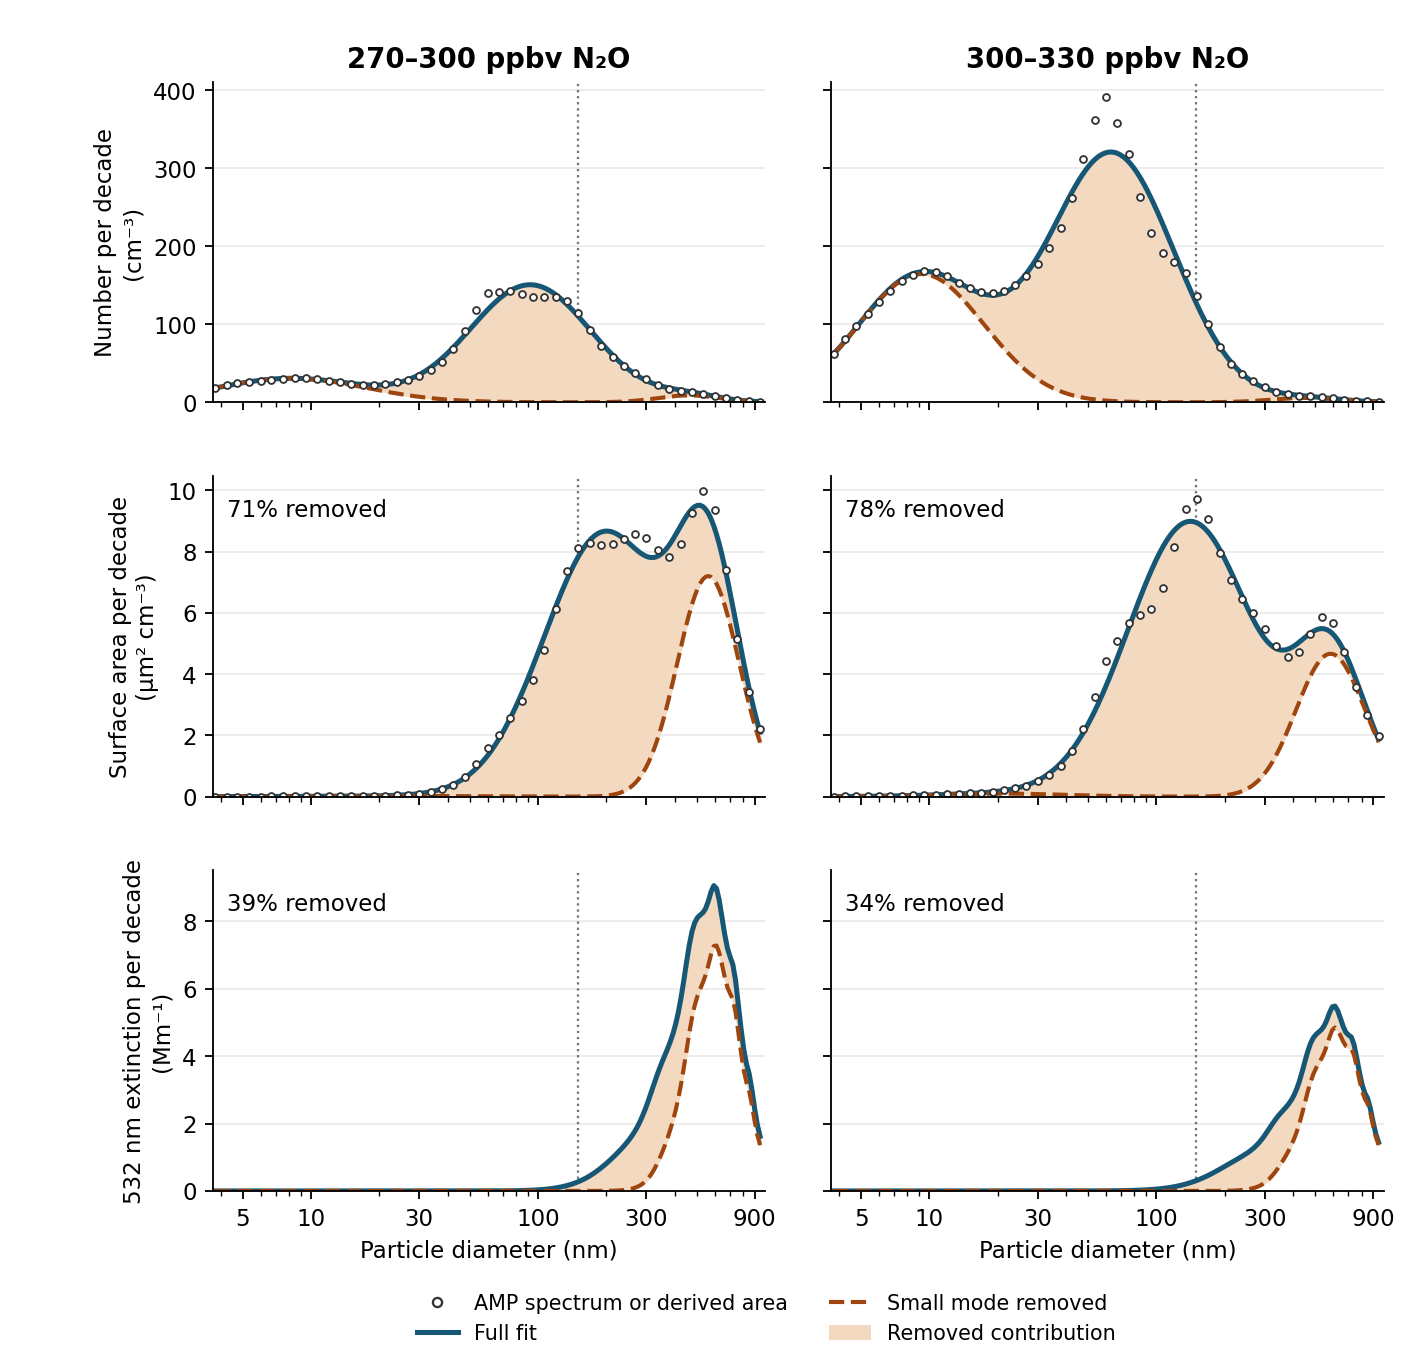 270–300 ppbv N₂O
300–330 ppbv N₂O
Number per decade
(cm⁻³)
400
300
200
100
0
Surface area per decade
(µm² cm⁻³)
71% removed
78% removed
10
8
6
4
2
0
532 nm extinction per decade
(Mm⁻¹)
39% removed
34% removed
8
6
4
2
0
5 10 30 100 300 900
5 10 30 100 300 900
Particle diameter (nm)
Particle diameter (nm)
AMP spectrum or derived area
Small mode removed
Full fit
Removed contribution